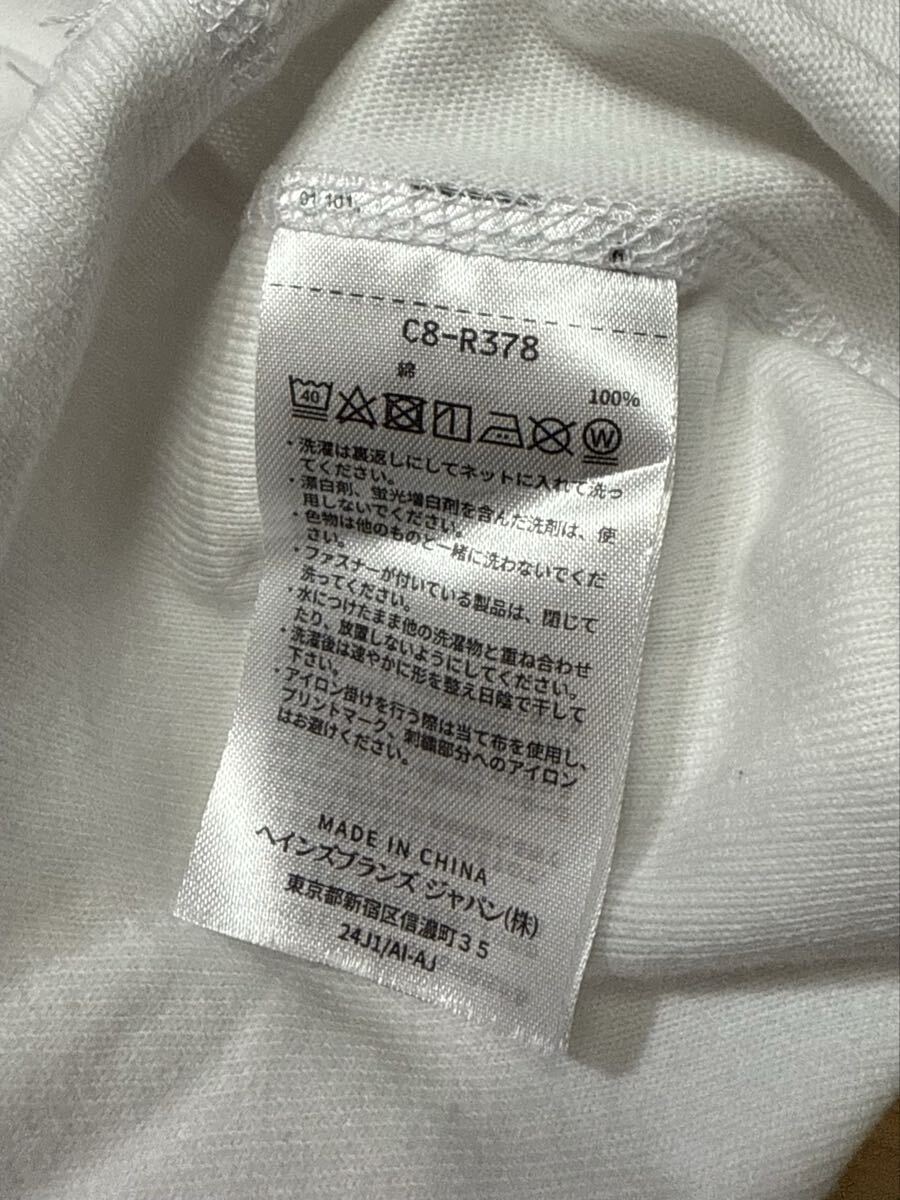 01 101,
C8-R378
綿 100%
40
W
・洗濯は裏返しにしてネットに入れて洗っ
てください。
・漂白剤、蛍光増白剤を含んだ洗剤は、使
用しないでください。
・色物は他のものと一緒に洗わないでくだ
さい。
・ファスナーが付いている製品は、閉じて
洗ってください。
・水につけたまま他の洗濯物と重ね合わせ
たり、放置しないようにしてください。
・洗濯後は速やかに形を整え日陰で干して
下さい。
・アイロン掛けを行う際は当て布を使用し、
プリントマーク、刺繍部分へのアイロン
はお避けください。
MADE IN CHINA
ヘインズブランズ ジャパン(株)
東京都新宿区信濃町35
24J1/AI-AJ